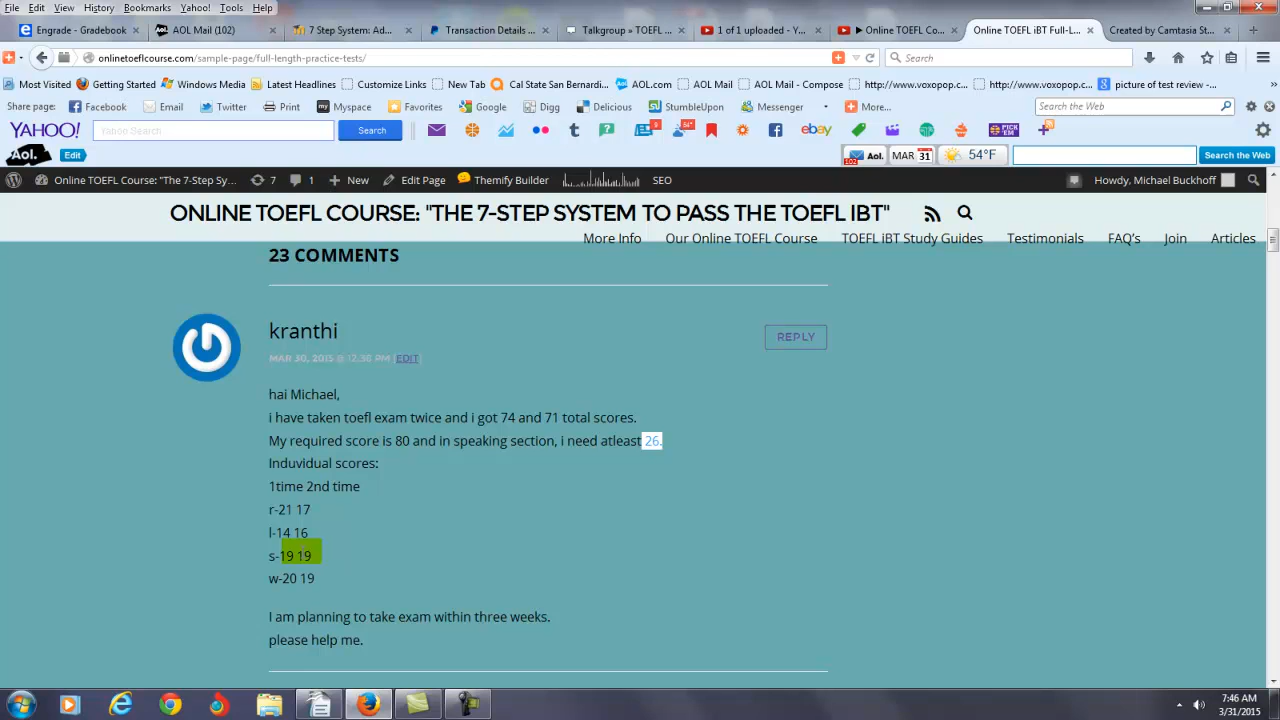 File Edit View History Bookmarks Yahoo! Tools Help
Engrade - Gradebook AOL Mail (102) 7 Step System: Ad... Transaction Details ... Talkgroup » TOEFL ... 1 of 1 uploaded - Y... ▶ Online TOEFL Co... Online TOEFL iBT Full-L... Created by Camtasia St...
onlinetoeflcourse.com/sample-page/full-length-practice-tests/ Search
Most Visited Getting Started Windows Media Latest Headlines Customize Links New Tab Cal State San Bernardi... AOL.com AOL Mail AOL Mail - Compose http://www.voxopop.c... http://www.voxopop.c... picture of test review -...
Share page: Facebook Email Twitter Print Myspace Favorites Google Digg Delicious StumbleUpon Messenger More... Search the Web
YAHOO! Yahoo Search Search
Aol. Edit Aol. MAR 31 54°F Search the Web
Online TOEFL Course: "The 7-Step Sy... 7 1 New Edit Page Themify Builder SEO Howdy, Michael Buckhoff
ONLINE TOEFL COURSE: "THE 7-STEP SYSTEM TO PASS THE TOEFL IBT"
More Info Our Online TOEFL Course TOEFL iBT Study Guides Testimonials FAQ's Join Articles
23 COMMENTS
kranthi
REPLY
MAR 30, 2015 @ 12:38 PM EDIT
hai Michael,
i have taken toefl exam twice and i got 74 and 71 total scores.
My required score is 80 and in speaking section, i need atleast 26.
Induvidual scores:
1time 2nd time
r-21 17
l-14 16
s-19 19
w-20 19
I am planning to take exam within three weeks.
please help me.
7:46 AM
3/31/2015